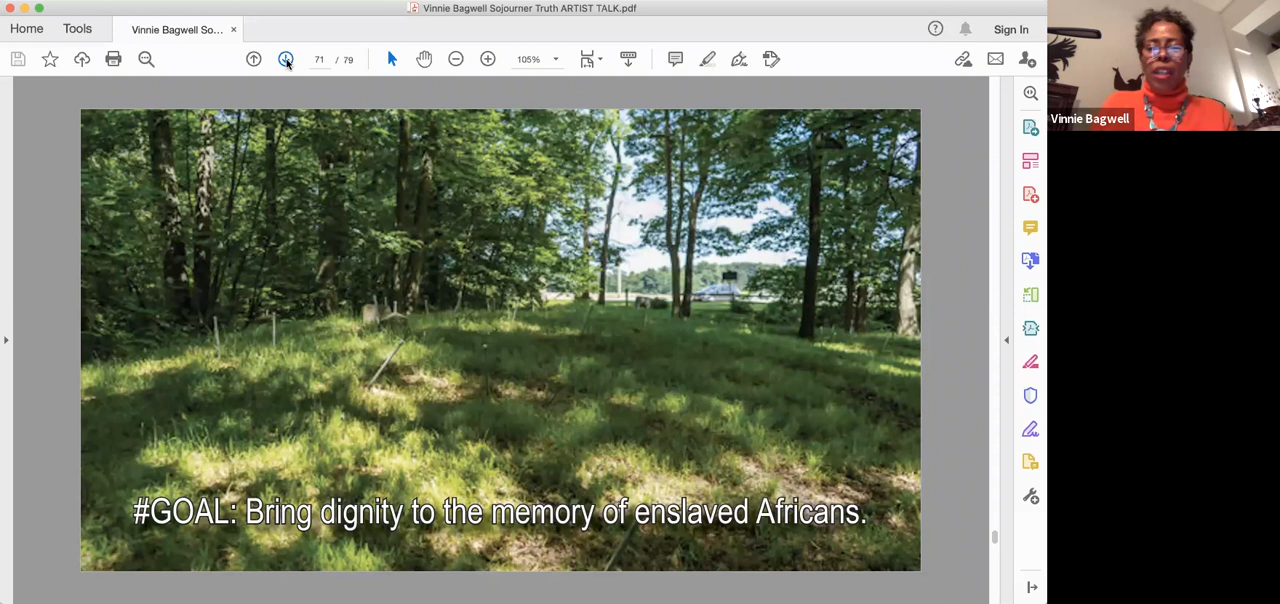 Vinnie Bagwell Sojourner Truth ARTIST TALK.pdf
Home
Tools
Vinnie Bagwell So...
Sign In
71 / 79
105%
Vinnie Bagwell
#GOAL: Bring dignity to the memory of enslaved Africans.